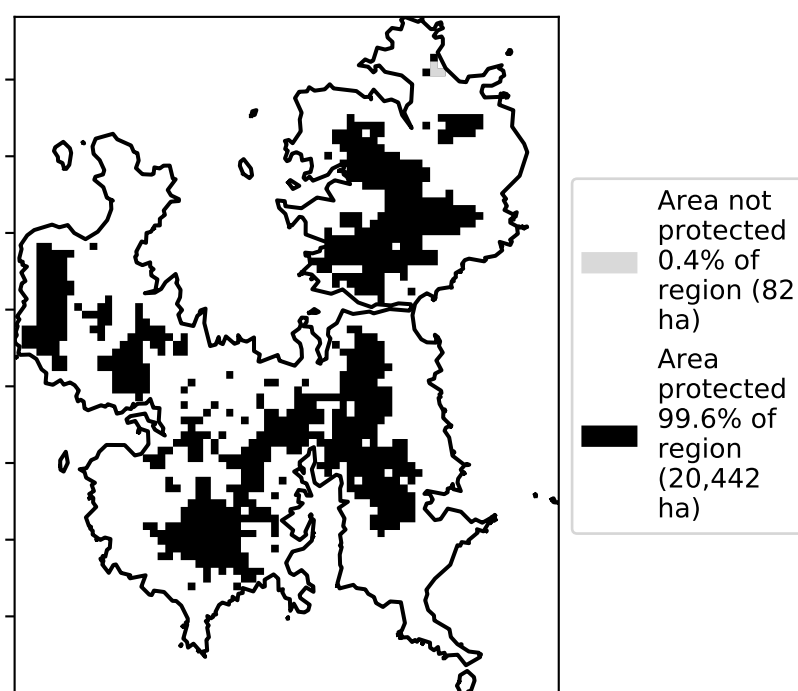 Area not
protected
0.4% of
region (82
ha)
Area
protected
99.6% of
region
(20,442
ha)